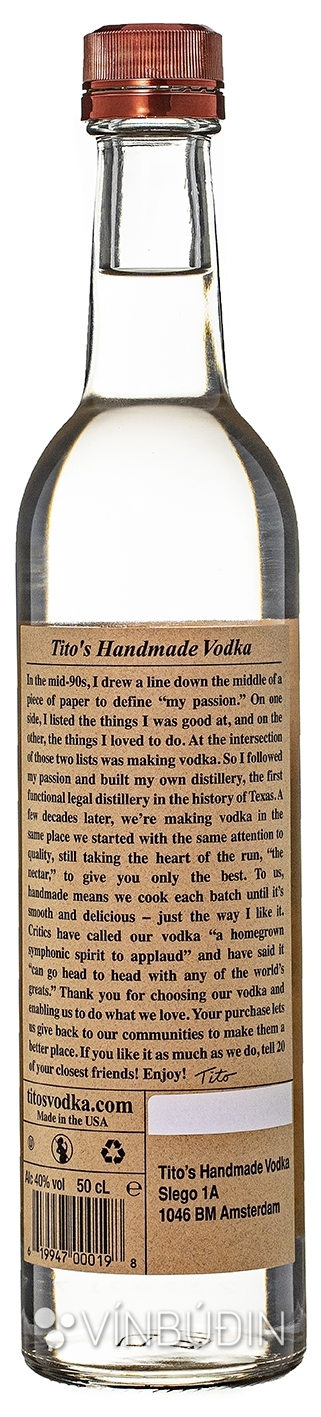 Tito's Handmade Vodka
In the mid-90s, I drew a line down the middle of a
piece of paper to define “my passion.” On one
side, I listed the things I was good at, and on the
other, the things I loved to do. At the intersection
of those two lists was making vodka. So I followed
my passion and built my own distillery, the first
functional legal distillery in the history of Texas. A
few decades later, we’re making vodka in the
same place we started with the same attention to
quality, still taking the heart of the run, “the
nectar,” to give you only the best. To us,
handmade means we cook each batch until it’s
smooth and delicious – just the way I like it.
Critics have called our vodka “a homegrown
symphonic spirit to applaud” and have said it
“can go head to head with any of the world’s
greats.” Thank you for choosing our vodka and
enabling us to do what we love. Your purchase lets
us give back to our communities to make them a
better place. If you like it as much as we do, tell 20
of your closest friends! Enjoy! Tito
titosvodka.com
Made in the USA
Alc 40% vol 50 cL e
6 19947 00019 8
Tito’s Handmade Vodka
Slego 1A
1046 BM Amsterdam
VÍNBÚÐIN